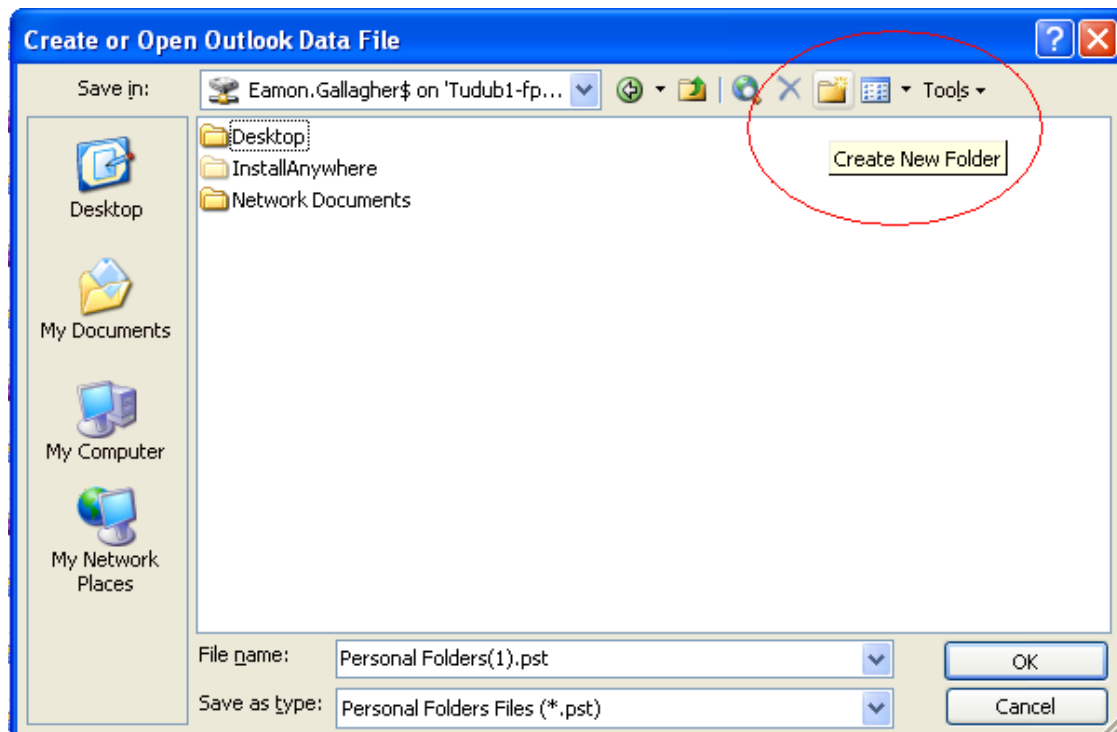 Create or Open Outlook Data File
Save in:
Eamon.Gallagher$ on 'Tudub1-fp...
Tools
Create New Folder
Desktop
InstallAnywhere
Network Documents
Desktop
My Documents
My Computer
My Network
Places
File name:
Personal Folders(1).pst
OK
Save as type:
Personal Folders Files (*.pst)
Cancel